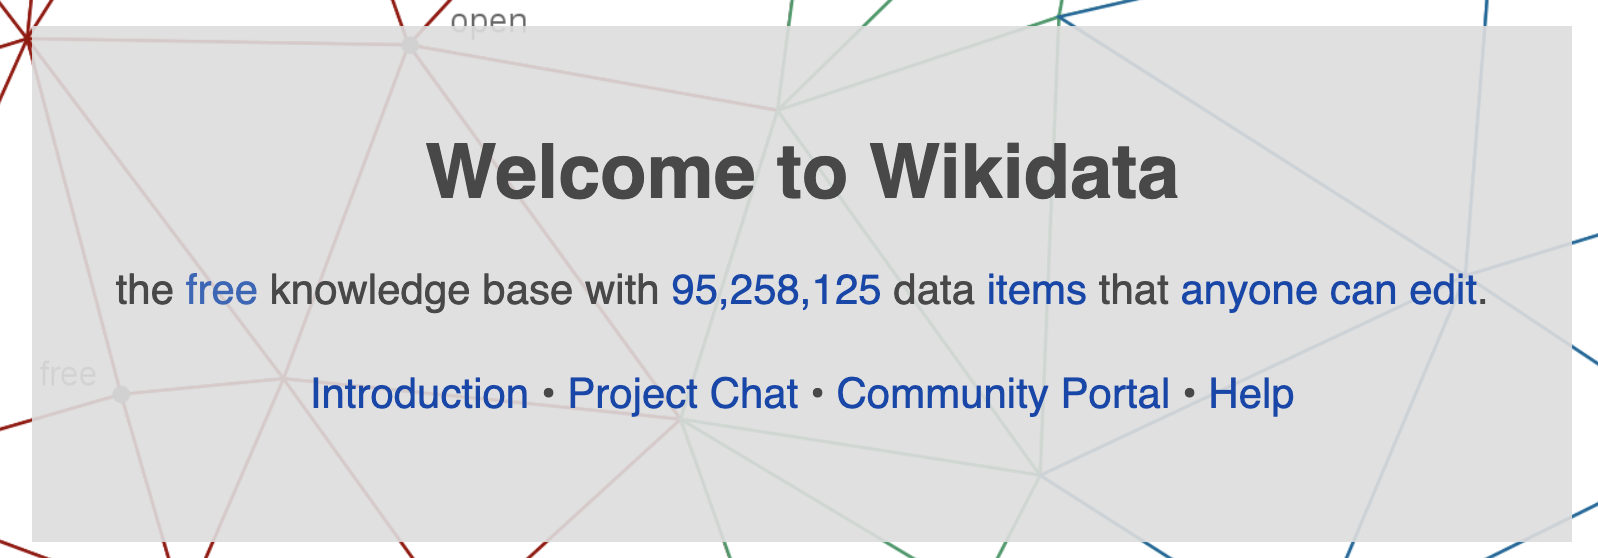 open
Welcome to Wikidata
the free knowledge base with 95,258,125 data items that anyone can edit.
free
Introduction • Project Chat • Community Portal • Help